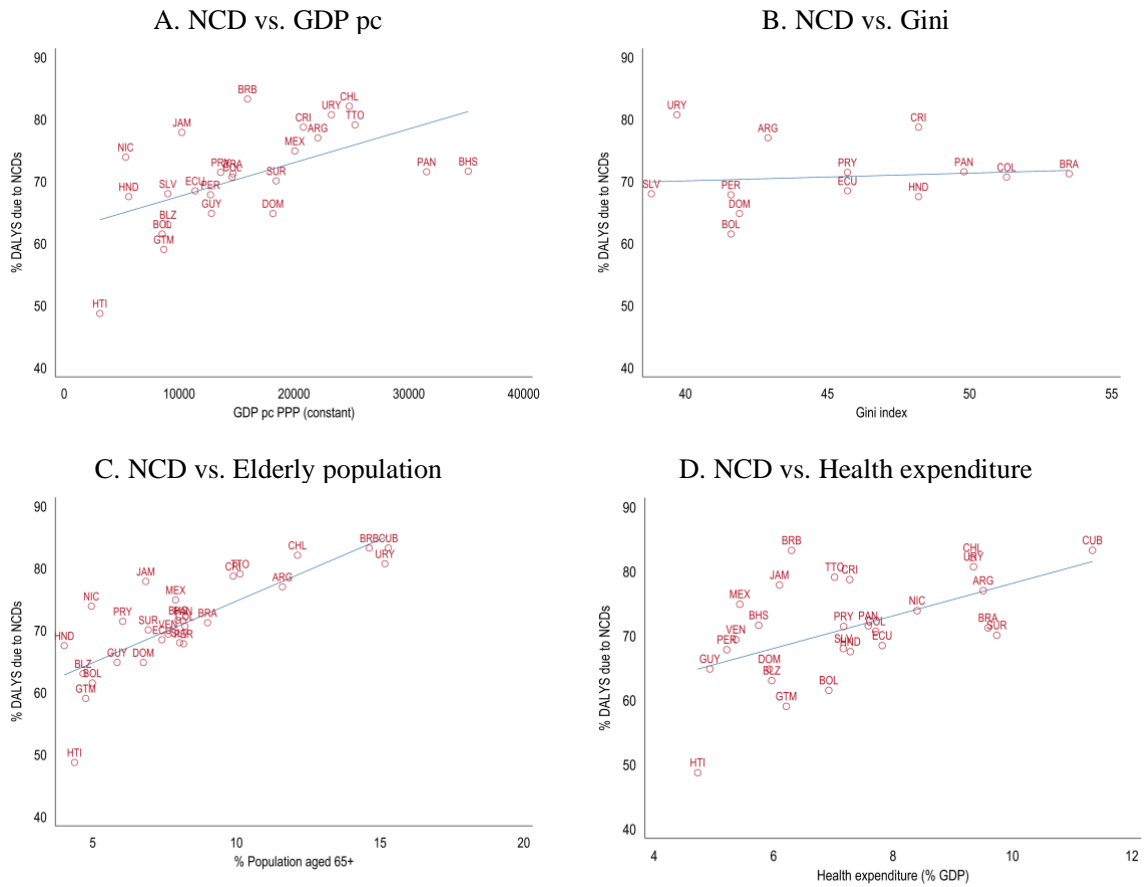 A. NCD vs. GDP pc
% DALYS due to NCDs
90
80
70
60
50
40
BRB
CHL
URY
TTO
CRI
JAM
ARG
MEX
NIC
PAN
BHS
PRY
SUR
ECU
PER
SLV
HND
GUY
DOM
BLZ
BOL
GTM
HTI
0 10000 20000 30000 40000
GDP pc PPP (constant)
B. NCD vs. Gini
% DALYS due to NCDs
90
80
70
60
50
40
URY
CRI
ARG
PRY
PAN
COL
BRA
SLV
PER
ECU
HND
DOM
BOL
40 45 50 55
Gini index
C. NCD vs. Elderly population
% DALYS due to NCDs
90
80
70
60
50
40
BRB
CUB
CHL
URY
TTO
CRI
ARG
JAM
MEX
NIC
PRY
BRA
SUR
VEN
ECU
HND
GUY
DOM
BLZ
BOL
GTM
HTI
5 10 15 20
% Population aged 65+
D. NCD vs. Health expenditure
% DALYS due to NCDs
90
80
70
60
50
40
BRB
CUB
CHL
URY
TTO
CRI
JAM
ARG
MEX
NIC
BHS
PRY
PAN
COL
BRA
SUR
VEN
PER
SLV
HND
ECU
GUY
DOM
BLZ
BOL
GTM
HTI
4 6 8 10 12
Health expenditure (% GDP)